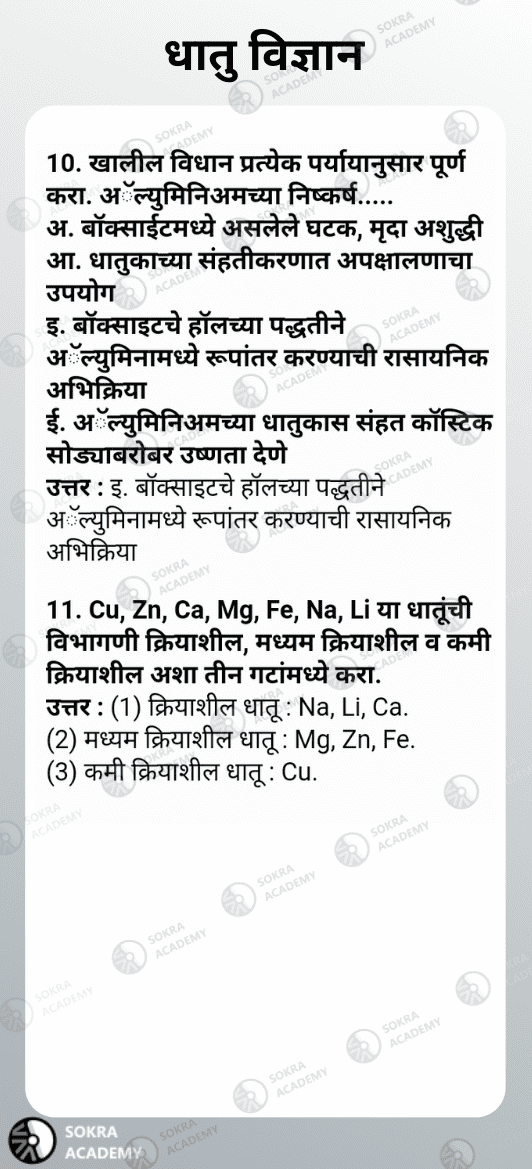 धातु विज्ञान
10. खालील विधान प्रत्येक पर्यायानुसार पूर्ण
करा. अॅल्युमिनिअमच्या निष्कर्ष.....
अ. बॉक्साईटमध्ये असलेले घटक, मृदा अशुद्धी
आ. धातुकाच्या संहतीकरणात अपक्षालणाचा
उपयोग
इ. बॉक्साइटचे हॉलच्या पद्धतीने
अॅल्युमिनामध्ये रूपांतर करण्याची रासायनिक
अभिक्रिया
ई. अॅल्युमिनिअमच्या धातुकास संहत कॉस्टिक
सोड्याबरोबर उष्णता देणे
उत्तर : इ. बॉक्साइटचे हॉलच्या पद्धतीने
अॅल्युमिनामध्ये रूपांतर करण्याची रासायनिक
अभिक्रिया
11. Cu, Zn, Ca, Mg, Fe, Na, Li या धातूंची
विभागणी क्रियाशील, मध्यम क्रियाशील व कमी
क्रियाशील अशा तीन गटांमध्ये करा.
उत्तर : (1) क्रियाशील धातू : Na, Li, Ca.
(2) मध्यम क्रियाशील धातू : Mg, Zn, Fe.
(3) कमी क्रियाशील धातू : Cu.
SOKRA
ACADEMY